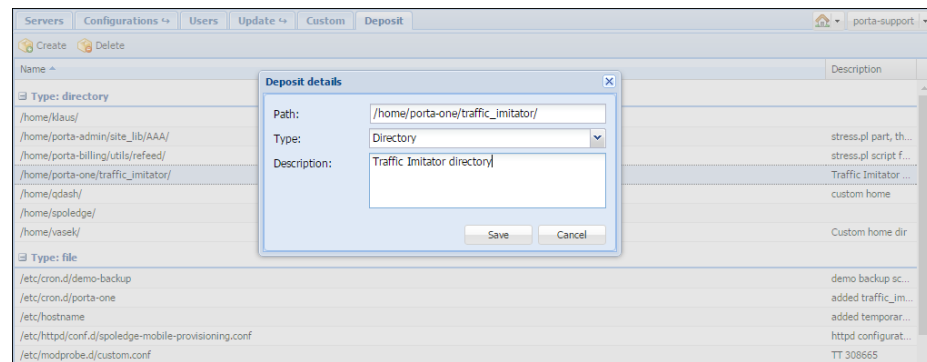 Servers Configurations ↪ Users Update ↪ Custom Deposit porta-support
Create Delete
Name Description
Type: directory
/home/klaus/
/home/porta-admin/site_lib/AAA/ stress.pl part, th...
/home/porta-billing/utils/refeed/ stress.pl script f...
/home/porta-one/traffic_imitator/ Traffic Imitator ...
/home/qdash/ custom home
/home/spoledge/
/home/vasek/ Custom home dir
Type: file
/etc/cron.d/demo-backup demo backup sc...
/etc/cron.d/porta-one added traffic_im...
/etc/hostname added temporar...
/etc/httpd/conf.d/spoledge-mobile-provisioning.conf httpd configurat...
/etc/modprobe.d/custom.conf TT 308665
Deposit details
Path: /home/porta-one/traffic_imitator/
Type: Directory
Description: Traffic Imitator directory
Save Cancel